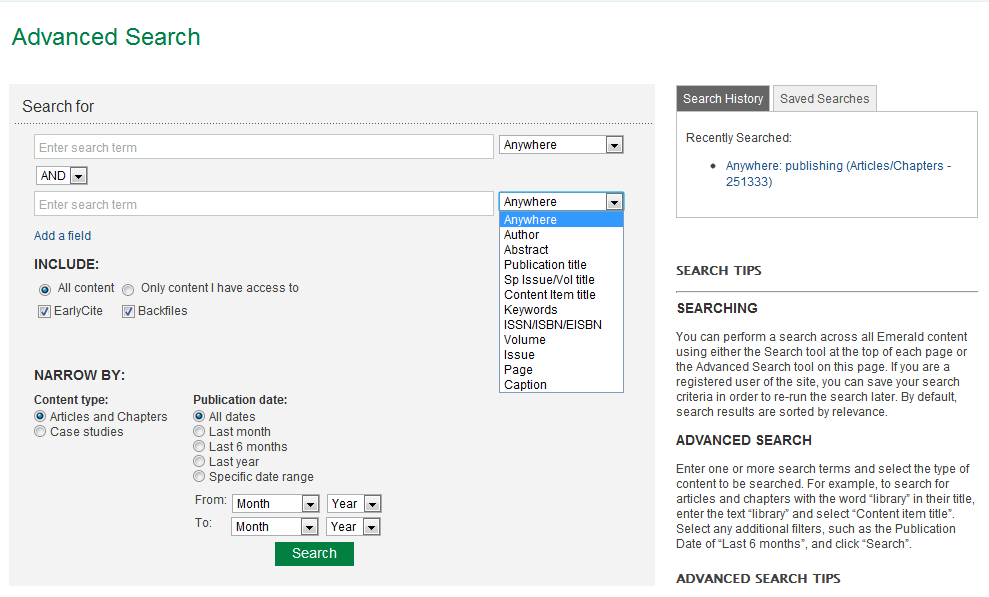 Advanced Search
Search for
Enter search term
Anywhere
AND
Enter search term
Anywhere
Anywhere
Author
Abstract
Publication title
Sp Issue/Vol title
Content Item title
Keywords
ISSN/ISBN/EISBN
Volume
Issue
Page
Caption
Add a field
INCLUDE:
All content Only content I have access to
EarlyCite Backfiles
NARROW BY:
Content type:
Articles and Chapters
Case studies
Publication date:
All dates
Last month
Last 6 months
Last year
Specific date range
From: Month Year
To: Month Year
Search
Search History Saved Searches
Recently Searched:
Anywhere: publishing (Articles/Chapters -
251333)
SEARCH TIPS
SEARCHING
You can perform a search across all Emerald content
using either the Search tool at the top of each page or
the Advanced Search tool on this page. If you are a
registered user of the site, you can save your search
criteria in order to re-run the search later. By default,
search results are sorted by relevance.
ADVANCED SEARCH
Enter one or more search terms and select the type of
content to be searched. For example, to search for
articles and chapters with the word “library” in their title,
enter the text “library” and select “Content item title”.
Select any additional filters, such as the Publication
Date of “Last 6 months”, and click “Search”.
ADVANCED SEARCH TIPS